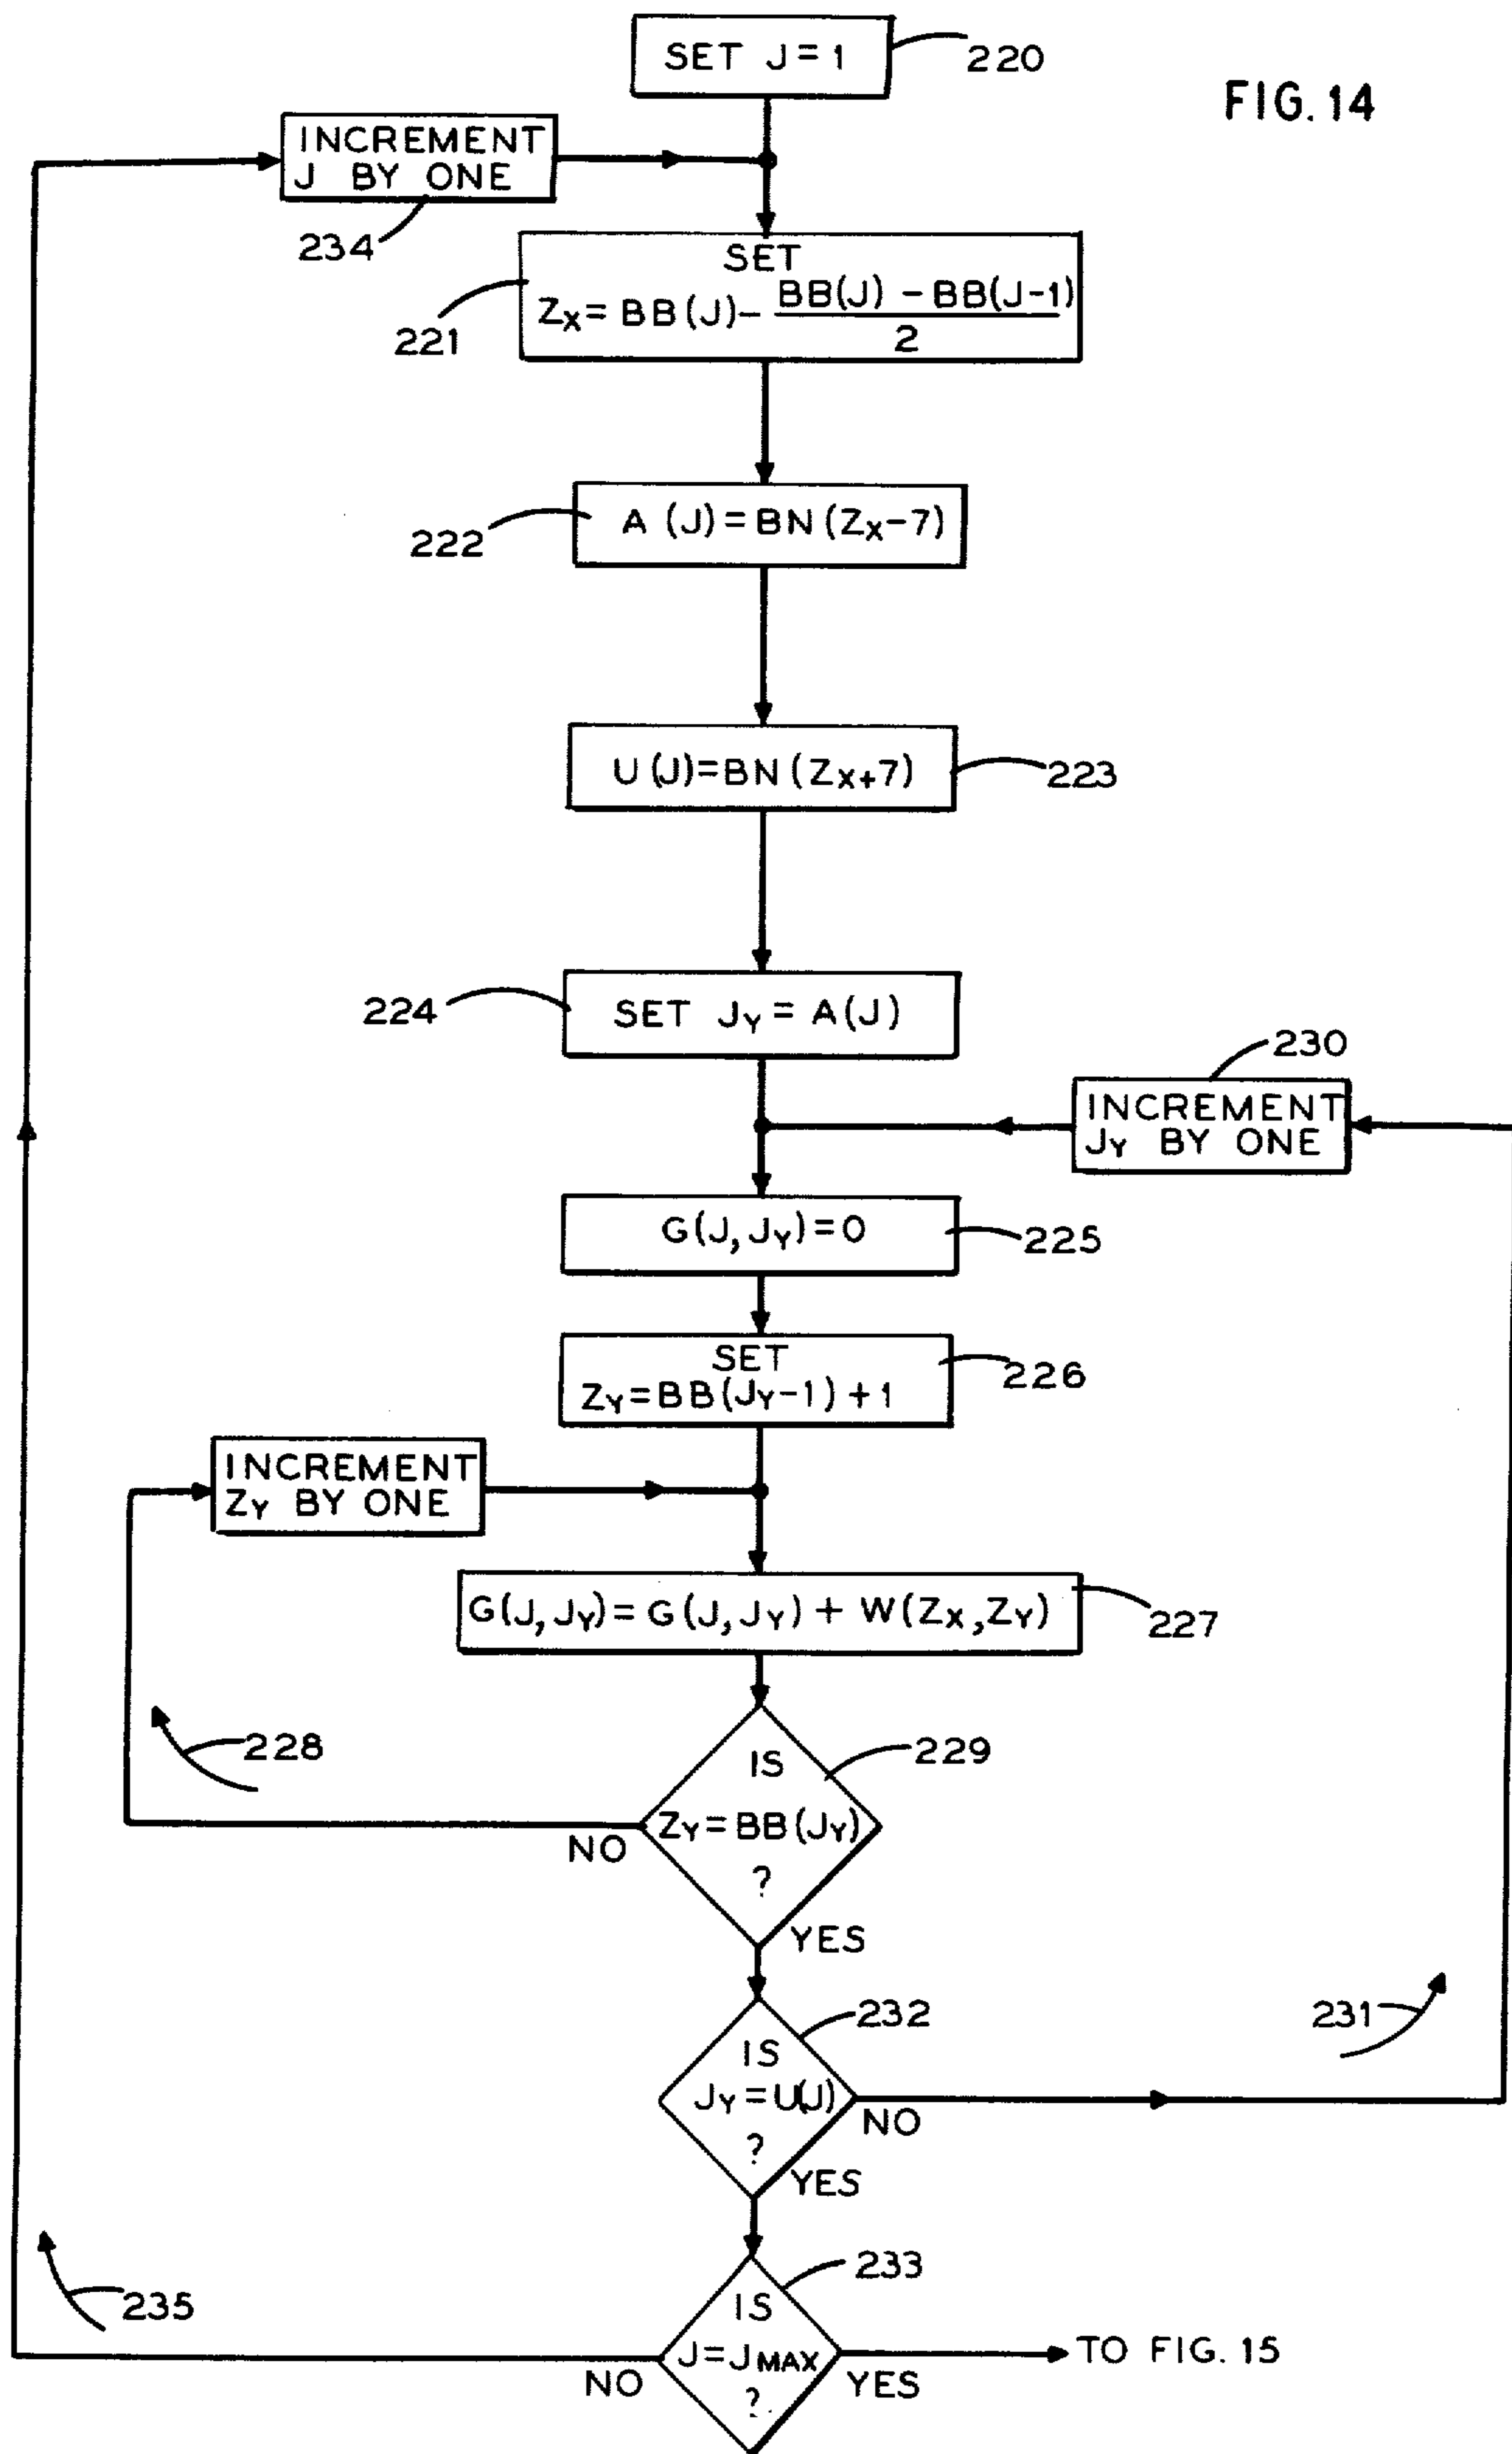 SET J = 1
220
FIG. 14
INCREMENT
J BY ONE
234
SET
ZX = BB(J) - BB(J) - BB(J-1)
2
221
A (J) = BN (ZX-7)
222
U (J) = BN (ZX+7)
223
224
SET JY = A(J)
230
INCREMENT
JY BY ONE
G(J, JY) = 0
225
SET
ZY = BB(JY-1) + 1
226
INCREMENT
ZY BY ONE
G(J, JY) = G(J, JY) + W(ZX, ZY)
227
228
229
IS
ZY = BB(JY)
?
NO
YES
232
231
IS
JY = U(J)
?
NO
YES
233
235
IS
J = JMAX
?
NO
YES
TO FIG. 15